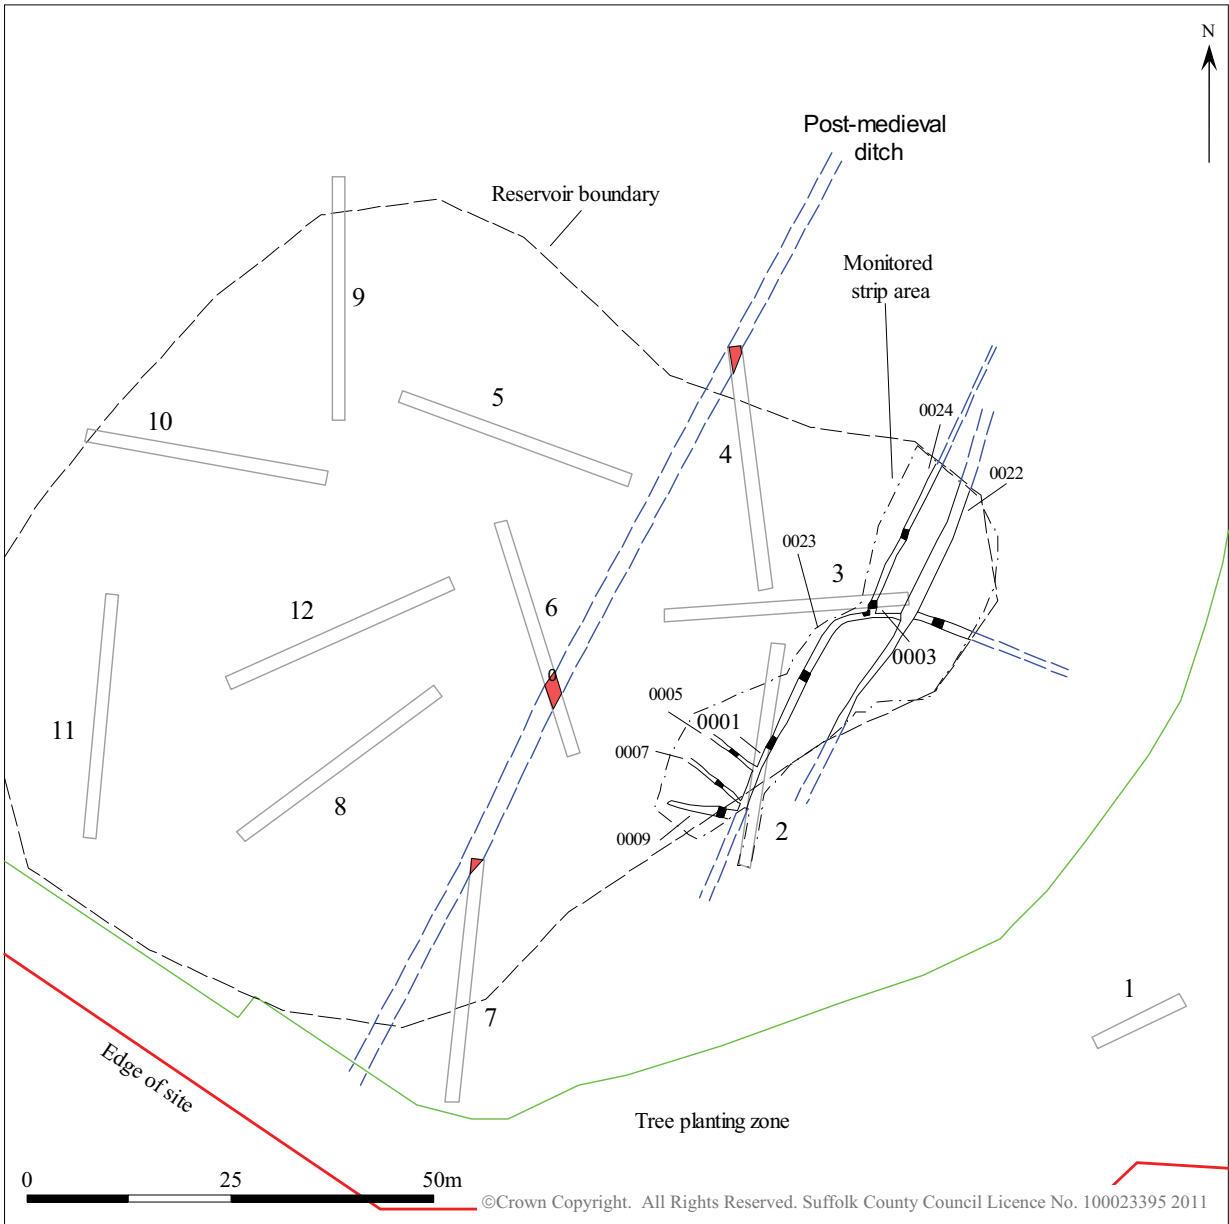 N
Post-medieval
ditch
Reservoir boundary
Monitored
strip area
9
5
10
0024
4
0022
0023
3
12
6
0003
0
0005
0001
11
0007
8
2
0009
1
7
Edge of site
Tree planting zone
0 25 50m
©Crown Copyright. All Rights Reserved. Suffolk County Council Licence No. 100023395 2011